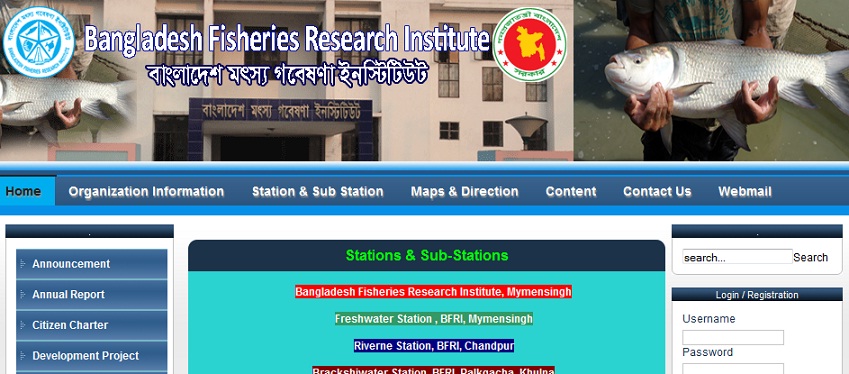 Bangladesh Fisheries Research Institute
বাংলাদেশ মৎস্য গবেষণা ইনস্টিটিউট
বাংলাদেশ মৎস্য গবেষণা ইনস্টিটিউট
Home Organization Information Station & Sub Station Maps & Direction Content Contact Us Webmail
Announcement
Annual Report
Citizen Charter
Development Project
Stations & Sub-Stations
Bangladesh Fisheries Research Institute, Mymensingh
Freshwater Station , BFRI, Mymensingh
Riverne Station, BFRI, Chandpur
Brackshiwater Station, BFRI, Paikgacha, Khulna
search... Search
Login / Registration
Username
Password